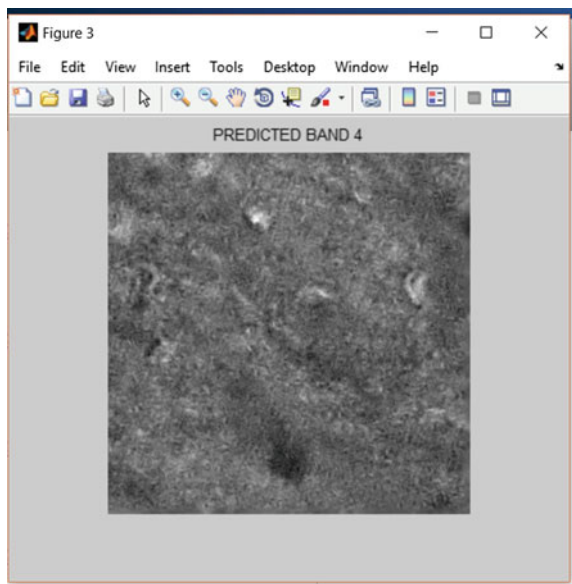 Figure 3
File Edit View Insert Tools Desktop Window Help
PREDICTED BAND 4